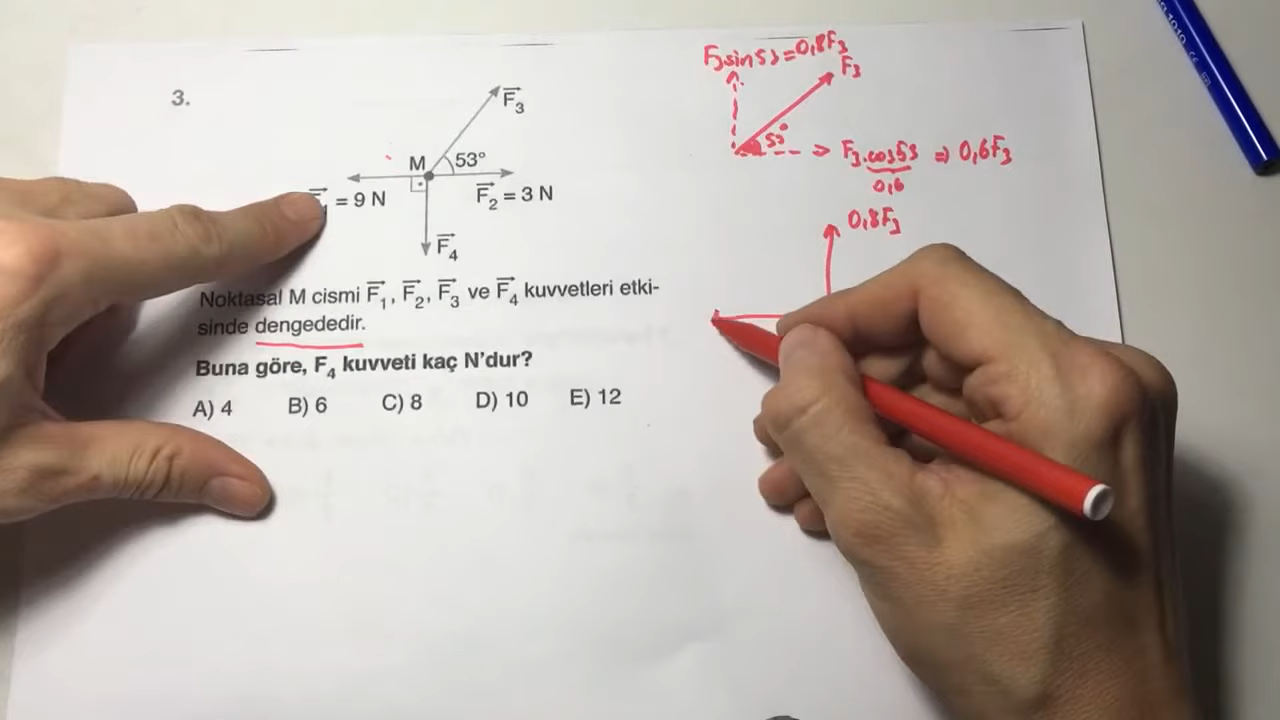 3.
F₃
M
53°
= 9 N
F₂ = 3 N
F₄
Noktasal M cismi F₁, F₂, F₃ ve F₄ kuvvetleri etki-
sinde dengededir.
Buna göre, F₄ kuvveti kaç N'dur?
A) 4 B) 6 C) 8 D) 10 E) 12
F₃sin53=0,8F₃
F₃
53°
F₃.cos53 ⇒ 0,6F₃
0,6
0,8F₃